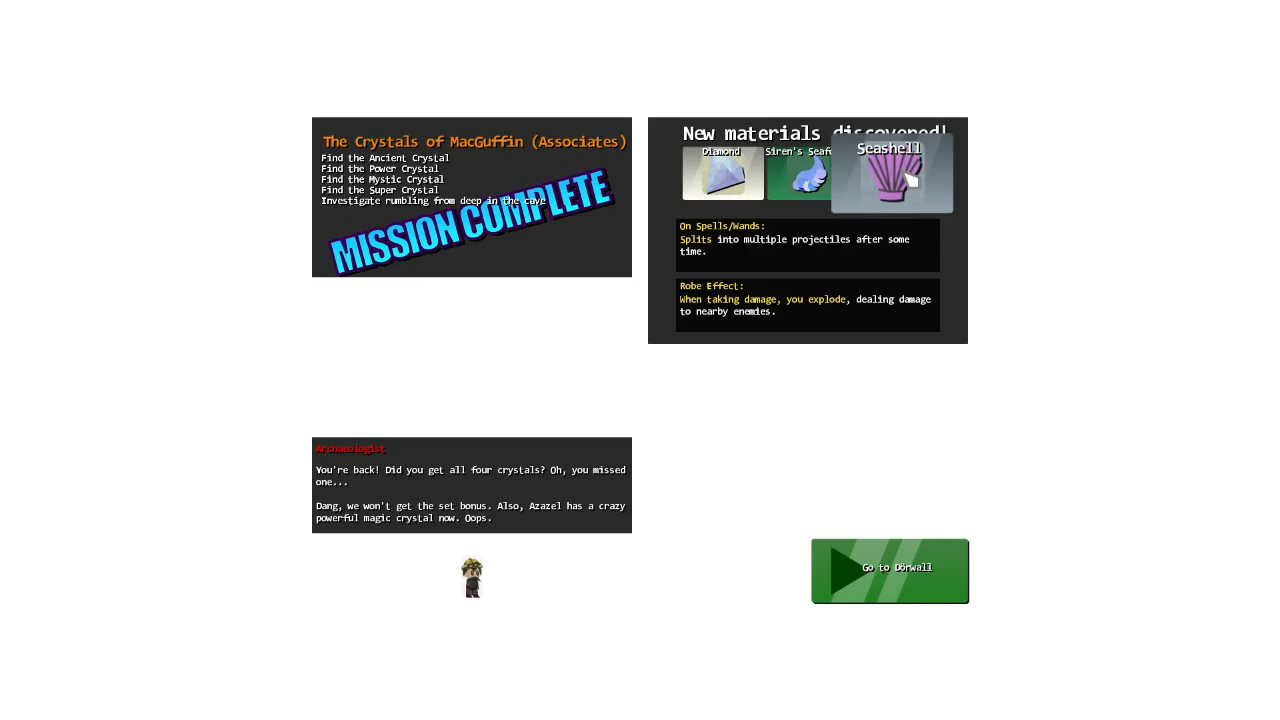 The Crystals of MacGuffin (Associates)
Find the Ancient Crystal
Find the Power Crystal
Find the Mystic Crystal
Find the Super Crystal
Investigate rumbling from deep in the cave
MISSION COMPLETE
New materials discovered!
Diamond
Siren's Seaf
Seashell
On Spells/Wands:
Splits into multiple projectiles after some
time.
Robe Effect:
When taking damage, you explode, dealing damage
to nearby enemies.
Archaeologist
You're back! Did you get all four crystals? Oh, you missed
one...
Dang, we won't get the set bonus. Also, Azazel has a crazy
powerful magic crystal now. Oops.
Go to Dörwall